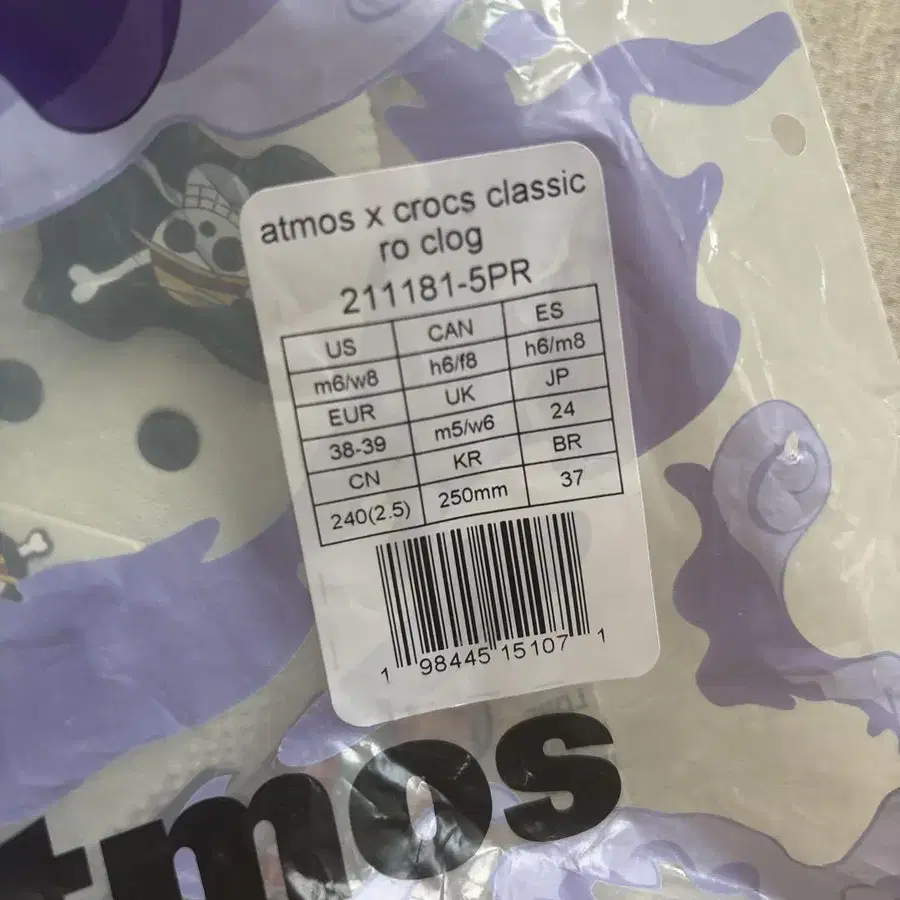 atmos x crocs classic
ro clog
211181-5PR
US CAN ES
m6/w8 h6/f8 h6/m8
EUR UK JP
38-39 m5/w6 24
CN KR BR
240(2.5) 250mm 37
1 98445 15107 1
tmos